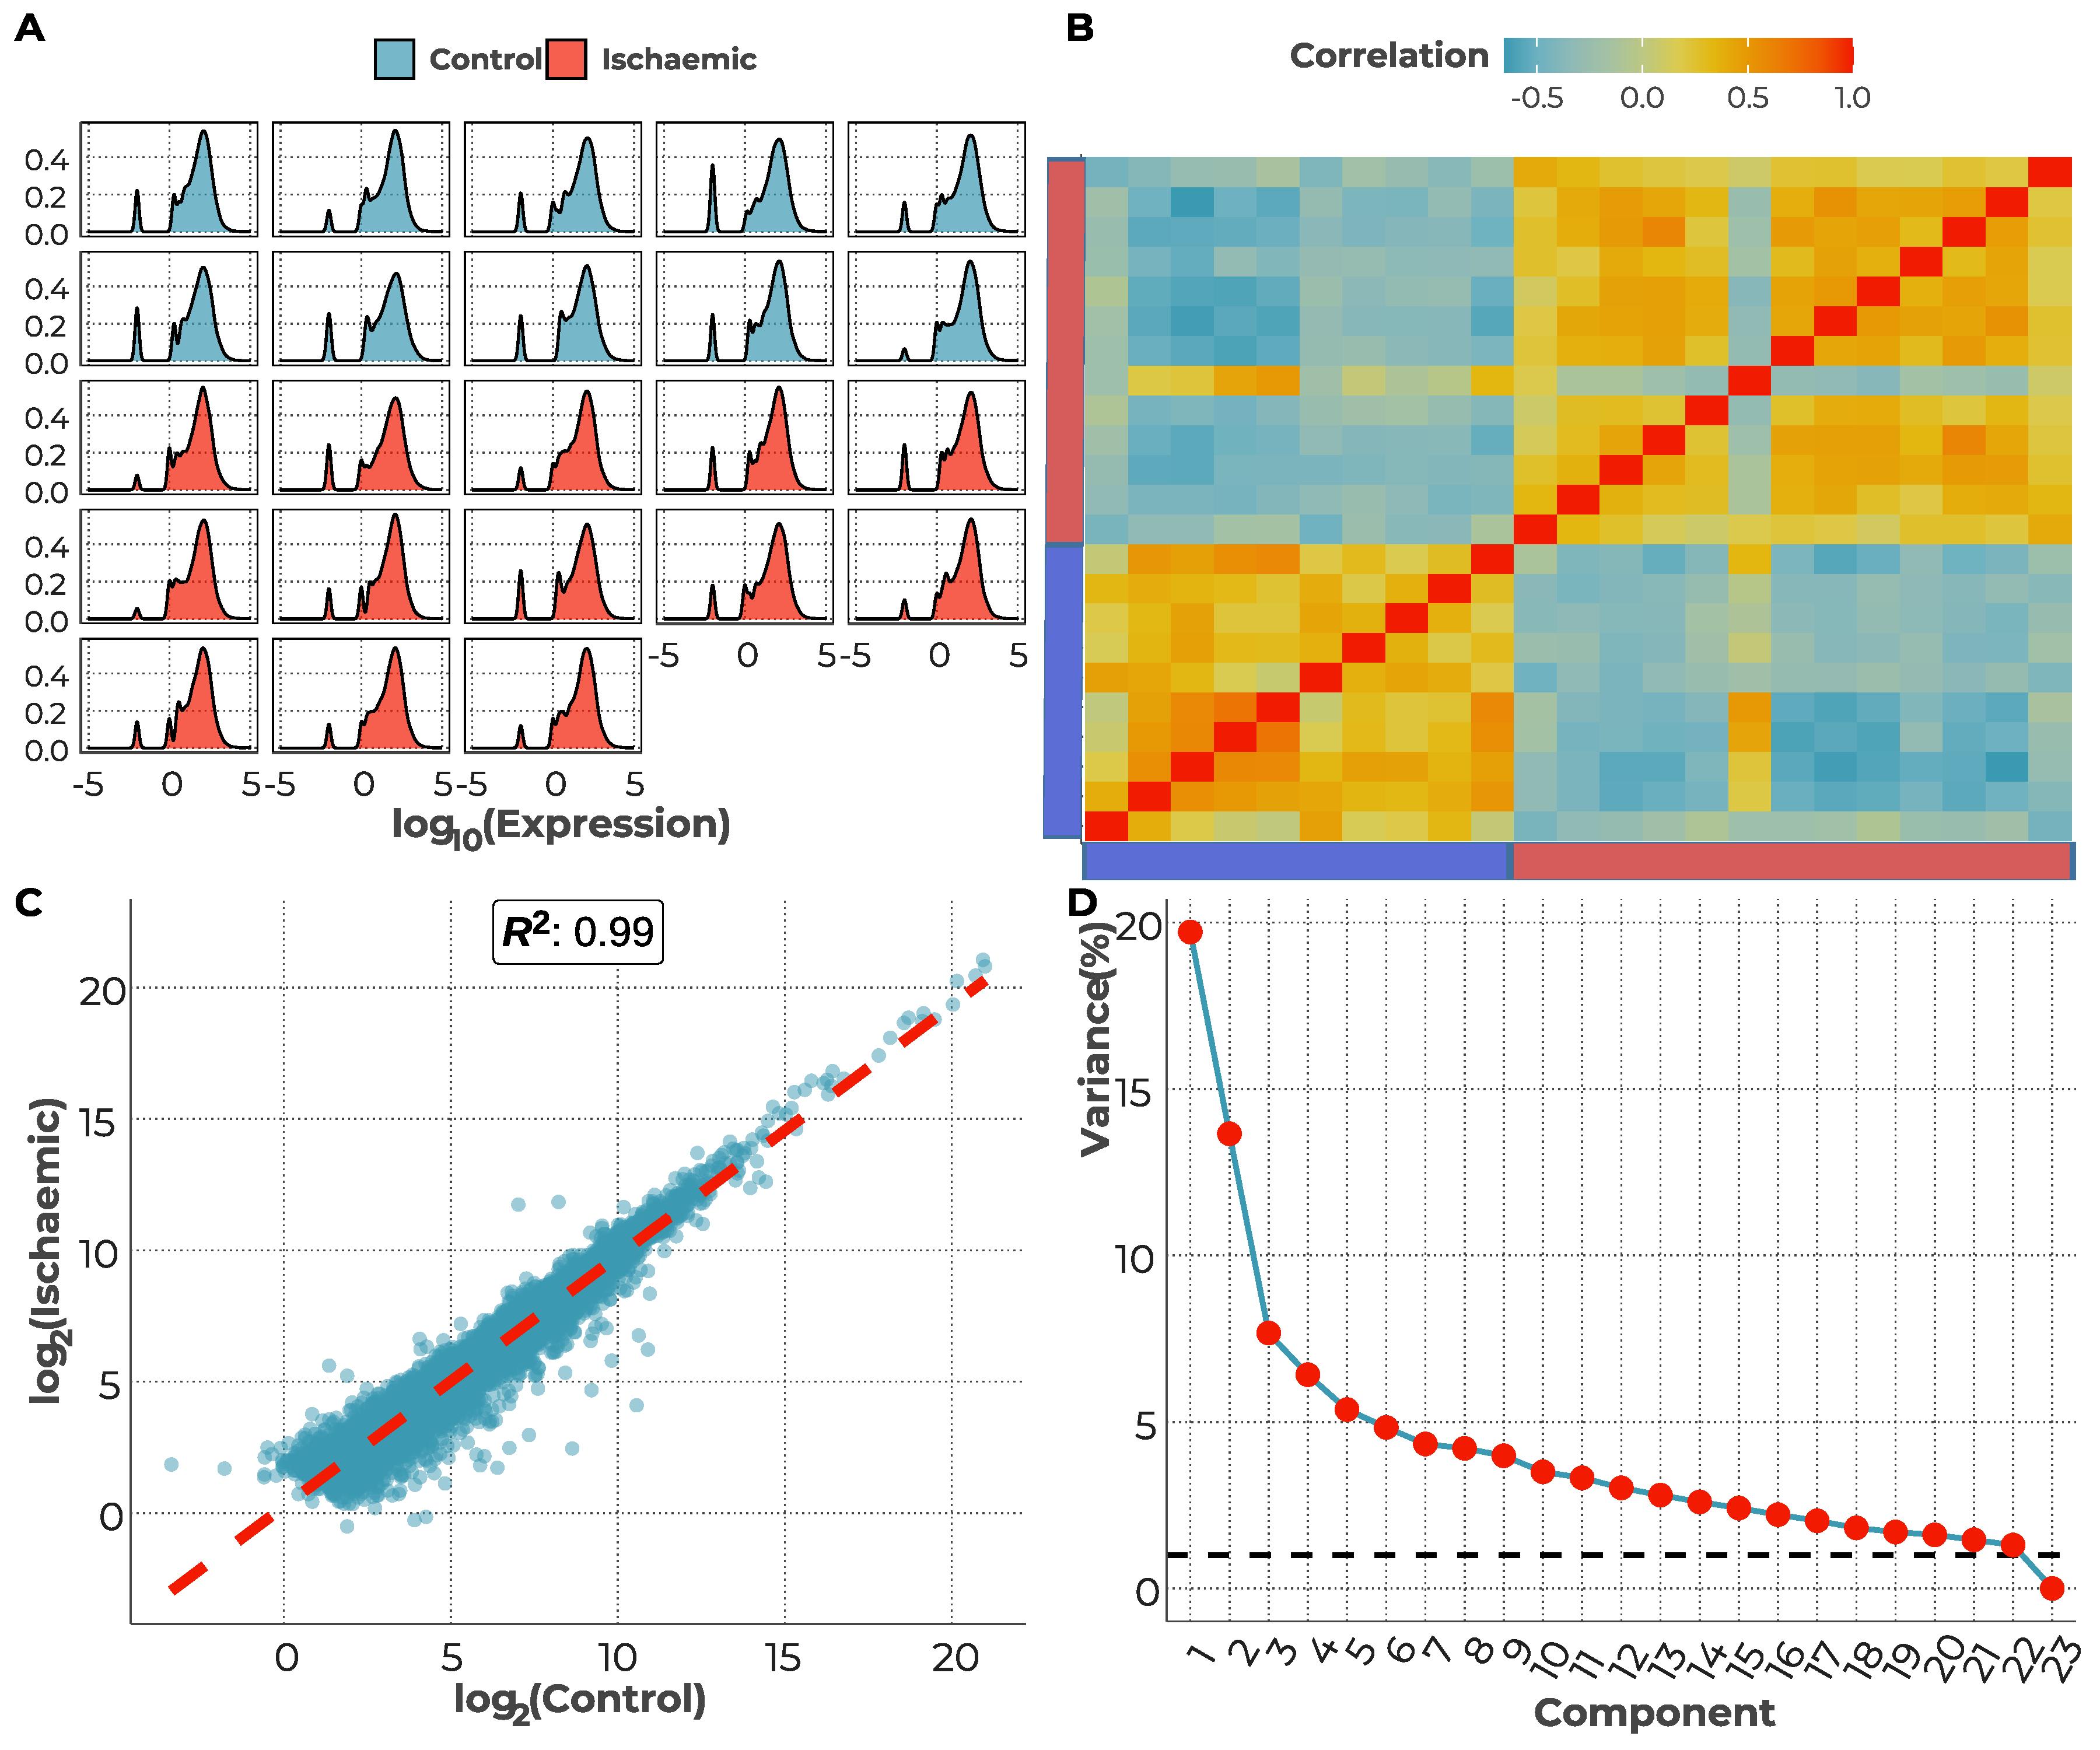 A
Control Ischaemic
0.4
0.2
0.0
0.4
0.2
0.0
0.4
0.2
0.0
0.4
0.2
0.0
-5 0 5 -5 0 5
0.4
0.2
0.0
-5 0 5 -5 0 5 -5 0 5
log10(Expression)
B
Correlation
-0.5 0.0 0.5 1.0
C
R2: 0.99
20
15
10
5
0
log2(Ischaemic)
0 5 10 15 20
log2(Control)
D
20
15
10
5
0
Variance(%)
1 2 3 4 5 6 7 8 9 10 11 12 13 14 15 16 17 18 19 20 21 22 23
Component